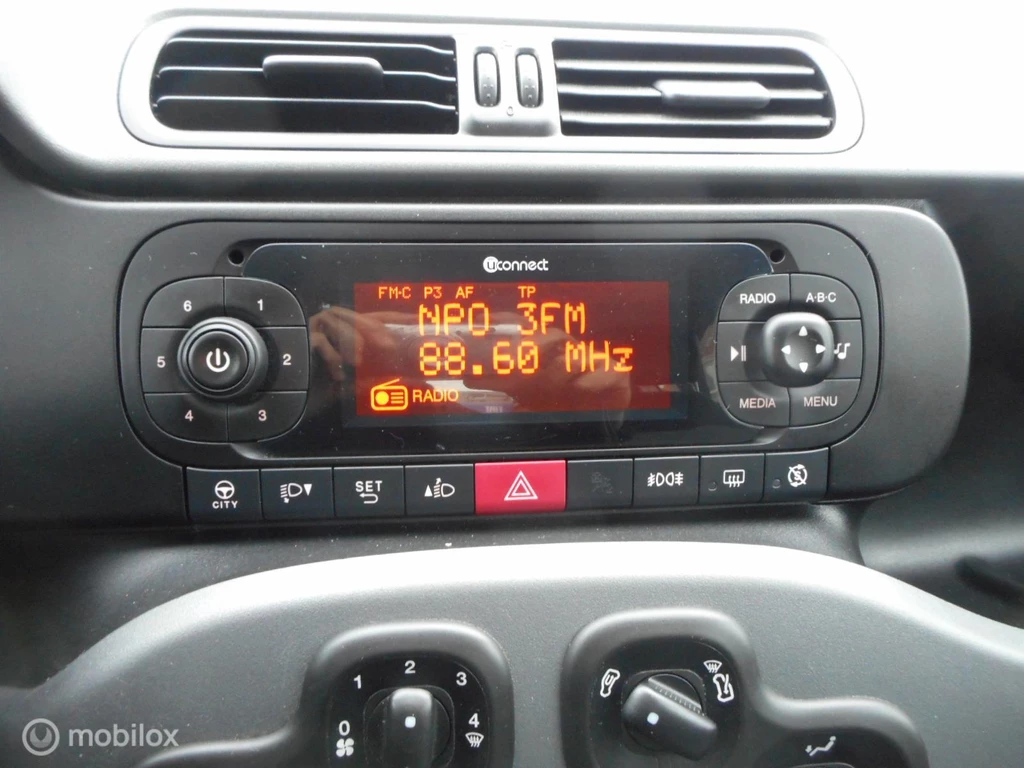 uconnect
FM-C P3 AF TP
NPO 3FM
88.60 MHz
RADIO
6 1
5 2
4 3
RADIO A·B·C
MEDIA MENU
CITY
SET
0 1 2 3 4
mobilox